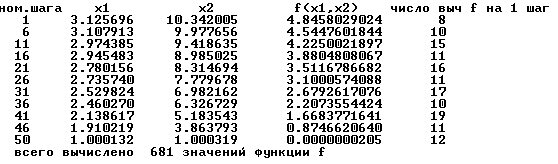 ном.шага x1 x2 f(x1,x2) число выч f на 1 шаг
1 3.125696 10.342005 4.8458029024 8
6 3.107913 9.977656 4.5447601844 10
11 2.974385 9.418635 4.2250021897 15
16 2.945483 8.985025 3.8804808067 11
21 2.780156 8.314694 3.5116786682 16
26 2.735740 7.779678 3.1000574088 11
31 2.529824 6.982162 2.6792617076 17
36 2.460270 6.326729 2.2073554424 10
41 2.138617 5.183543 1.6683771641 19
46 1.910219 3.863793 0.8746620640 11
50 1.000132 1.000319 0.0000000205 12
всего вычислено 681 значений функции f